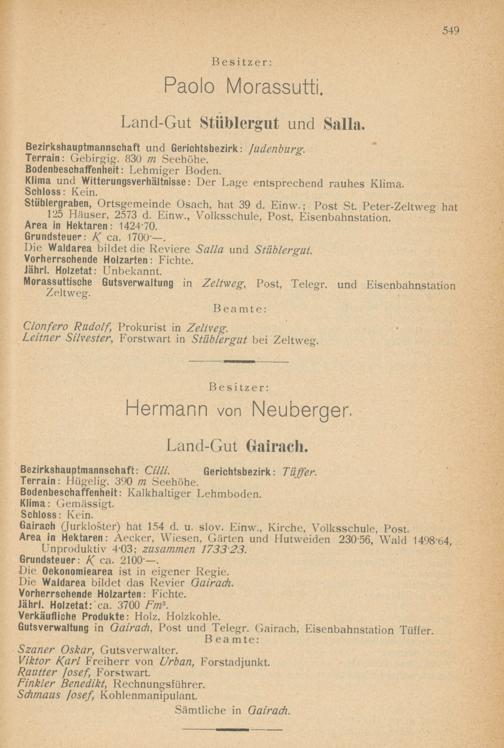 549
Besitzer:
Paolo Morassutti.
Land-Gut Stüblergut und Salla.
Bezirkshauptmannschaft und Gerichtsbezirk: Judenburg.
Terrain: Gebirgig. 830 m Seehöhe.
Bodenbeschaffenheit: Lehmiger Boden.
Klima und Witterungsverhältnisse: Der Lage entsprechend rauhes Klima.
Schloss: Kein.
Stüblergraben, Ortsgemeinde Osach, hat 39 d. Einw.; Post St. Peter-Zeltweg hat
125 Häuser, 2573 d. Einw., Volksschule, Post, Eisenbahnstation.
Area in Hektaren: 1424·70.
Grundsteuer: K ca. 1700·—.
Die Waldarea bildet die Reviere Salla und Stüblergut.
Vorherrschende Holzarten: Fichte.
Jährl. Holzetat: Unbekannt.
Morassuttische Gutsverwaltung in Zeltweg, Post, Telegr. und Eisenbahnstation
Zeltweg.
Beamte:
Clonfero Rudolf, Prokurist in Zeltveg.
Leitner Silvester, Forstwart in Stüblergut bei Zeltweg.
Besitzer:
Hermann von Neuberger.
Land-Gut Gairach.
Bezirkshauptmannschaft: Cilli. Gerichtsbezirk: Tüffer.
Terrain: Hügelig. 390 m Seehöhe.
Bodenbeschaffenheit: Kalkhaltiger Lehmboden.
Klima: Gemässigt.
Schloss: Kein.
Gairach (Jurkloster) hat 154 d. u. slov. Einw., Kirche, Volksschule, Post.
Area in Hektaren: Aecker, Wiesen, Gärten und Hutweiden 230·56, Wald 1498·64,
Unproduktiv 4·03; zusammen 1733·23.
Grundsteuer: K ca. 2100·—.
Die Oekonomiearea ist in eigener Regie.
Die Waldarea bildet das Revier Gairach.
Vorherrschende Holzarten: Fichte.
Jährl. Holzetat: ca. 3700 Fm³.
Verkäufliche Produkte: Holz, Holzkohle.
Gutsverwaltung in Gairach, Post und Telegr. Gairach, Eisenbahnstation Tüffer.
Beamte:
Szaner Oskar, Gutsverwalter.
Viktor Karl Freiherr von Urban, Forstadjunkt.
Rautter Josef, Forstwart.
Finkler Benedikt, Rechnungsführer.
Schmaus Josef, Kohlenmanipulant.
Sämtliche in Gairach.